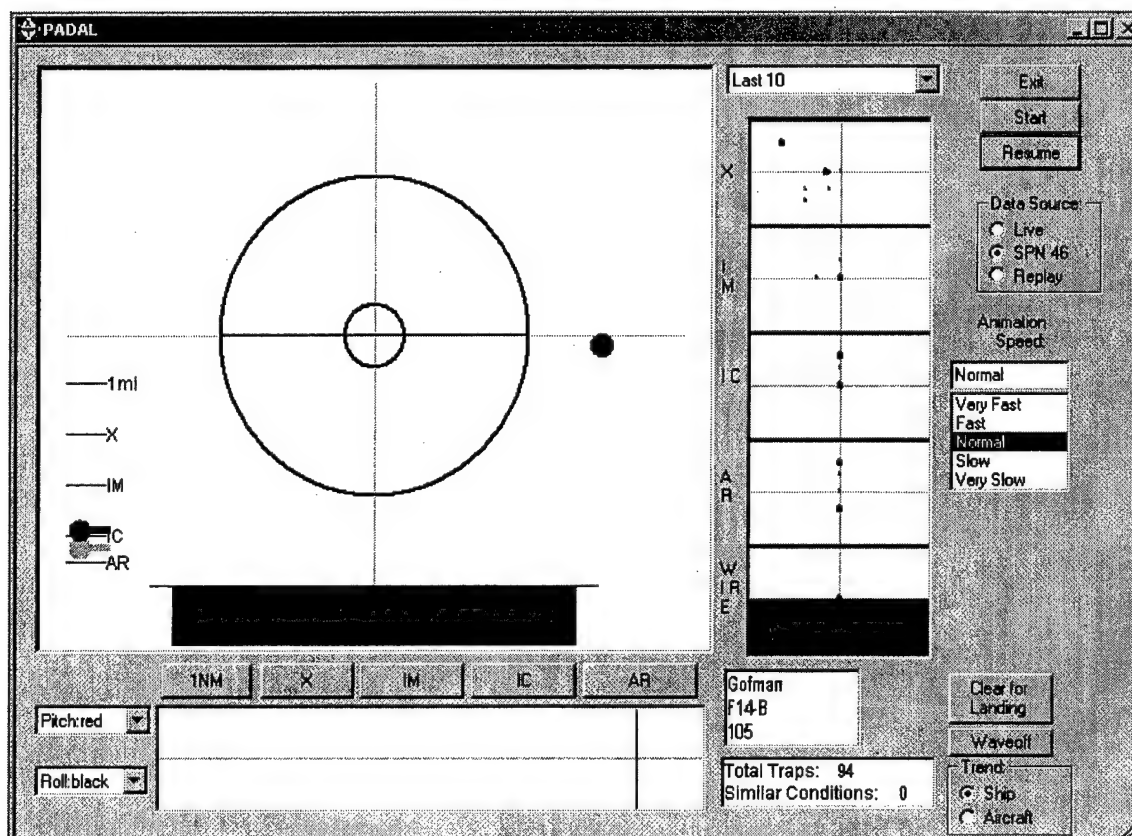 PADAL
1mi
X
IM
IC
AR
Last 10
X
IM
IC
AR
WIRE
Exit
Start
Resume
Data Source:
Live
SPN 46
Replay
Animation
Speed:
Normal
Very Fast
Fast
Normal
Slow
Very Slow
1NM
X
IM
IC
AR
Pitch:red
Roll:black
Gofman
F14-B
105
Total Traps: 94
Similar Conditions: 0
Clear for
Landing
Waveoff
Trend:
Ship
Aircraft